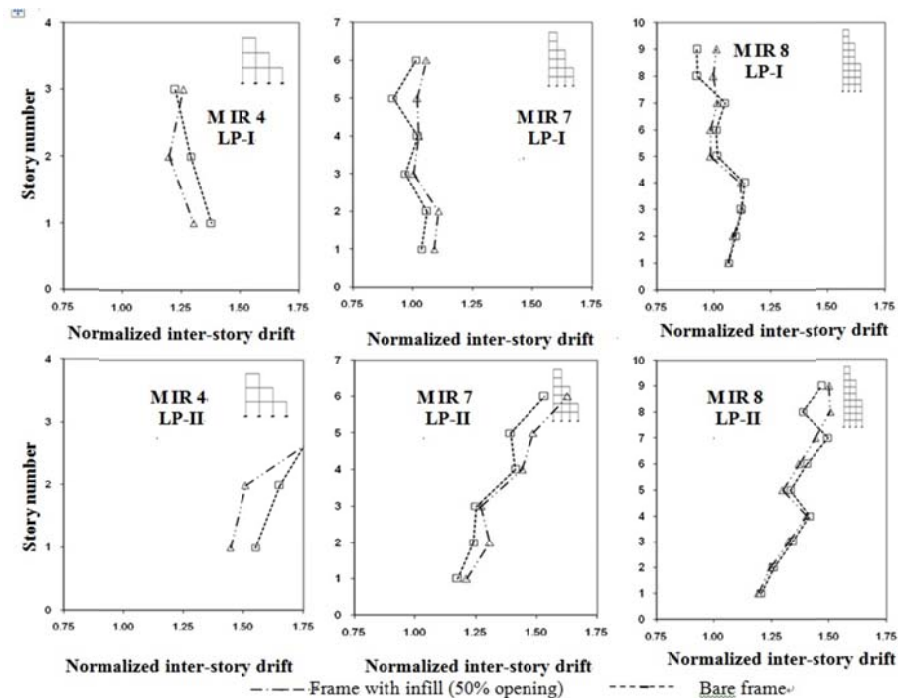 4
3
2
1
0
Story number
M IR 4
LP-I
0.75 1.00 1.25 1.50 1.75
Normalized inter-story drift
7
6
5
4
3
2
1
0
M IR 7
LP-I
0.75 1.00 1.25 1.50 1.75
Normalized inter-story drift
10
9
8
7
6
5
4
3
2
1
0
M IR 8
LP-I
0.75 1.00 1.25 1.50 1.75
Normalized inter-story drift
4
3
2
1
0
Story number
M IR 4
LP-II
0.75 1.00 1.25 1.50 1.75
Normalized inter-story drift
7
6
5
4
3
2
1
0
M IR 7
LP-II
0.75 1.00 1.25 1.50 1.75
Normalized inter-story drift
10
9
8
7
6
5
4
3
2
1
0
M IR 8
LP-II
0.75 1.00 1.25 1.50 1.75
Normalized inter-story drift
Frame with infill (50% opening)
Bare frame